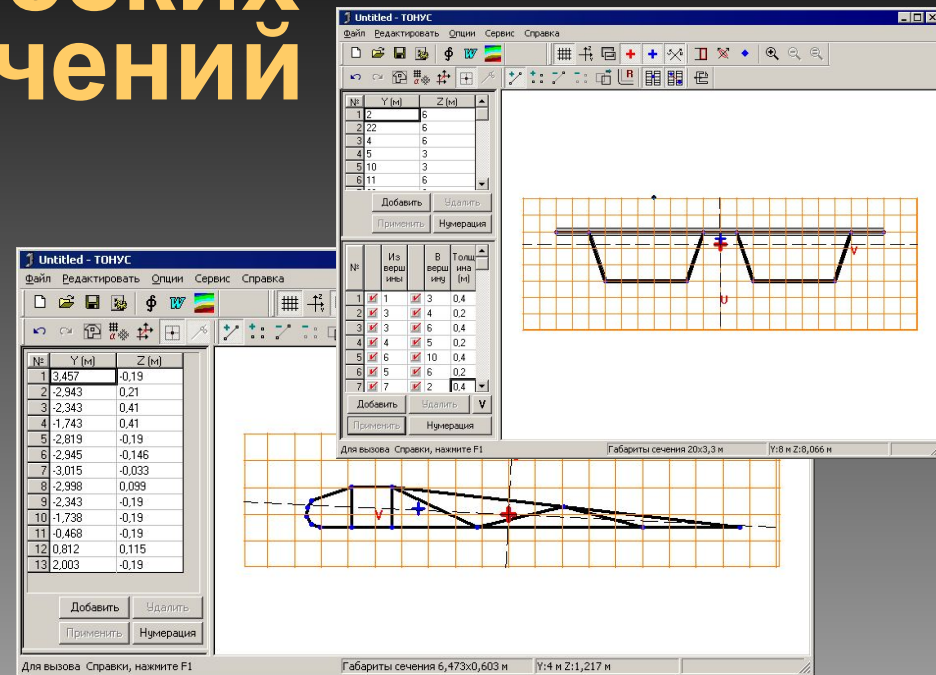 чений
Untitled - ТОНУС
Файл Редактировать Опции Сервис Справка
№ Y (м) Z (м)
1 2 6
2 22 6
3 4 6
4 5 3
5 10 3
6 11 6
Добавить Удалить
Применить Нумерация
№ Из верш ины В верш ину Толщ ина (м)
1 1 3 0,4
2 3 4 0,2
3 3 6 0,4
4 4 5 0,2
5 6 10 0,4
6 5 6 0,2
7 7 2 0,4
Добавить Удалить V
Применить Нумерация
V
U
Для вызова Справки, нажмите F1 Габариты сечения 20x3,3 м Y:8 м Z:8,066 м
Untitled - ТОНУС
Файл Редактировать Опции Сервис Справка
№ Y (м) Z (м)
1 3,457 -0,19
2 -2,943 0,21
3 -2,343 0,41
4 -1,743 0,41
5 -2,819 -0,19
6 -2,945 -0,146
7 -3,015 -0,033
8 -2,998 0,099
9 -2,343 -0,19
10 -1,738 -0,19
11 -0,468 -0,19
12 0,812 0,115
13 2,003 -0,19
Добавить Удалить
Применить Нумерация
V
Для вызова Справки, нажмите F1 Габариты сечения 6,473x0,603 м Y:4 м Z:1,217 м